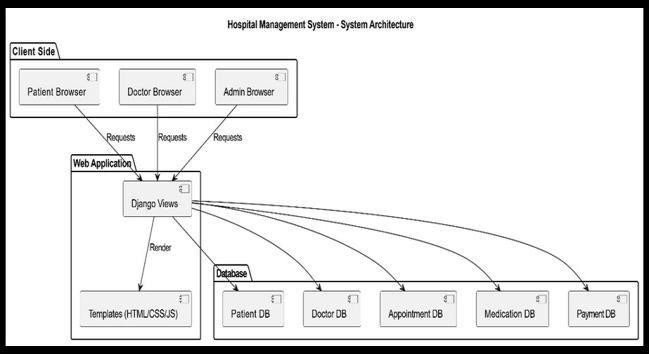 Hospital Management System - System Architecture
Client Side
Patient Browser
Doctor Browser
Admin Browser
Requests
Requests
Requests
Web Application
Django Views
Render
Database
Templates (HTML/CSS/JS)
Patient DB
Doctor DB
Appointment DB
Medication DB
Payment DB